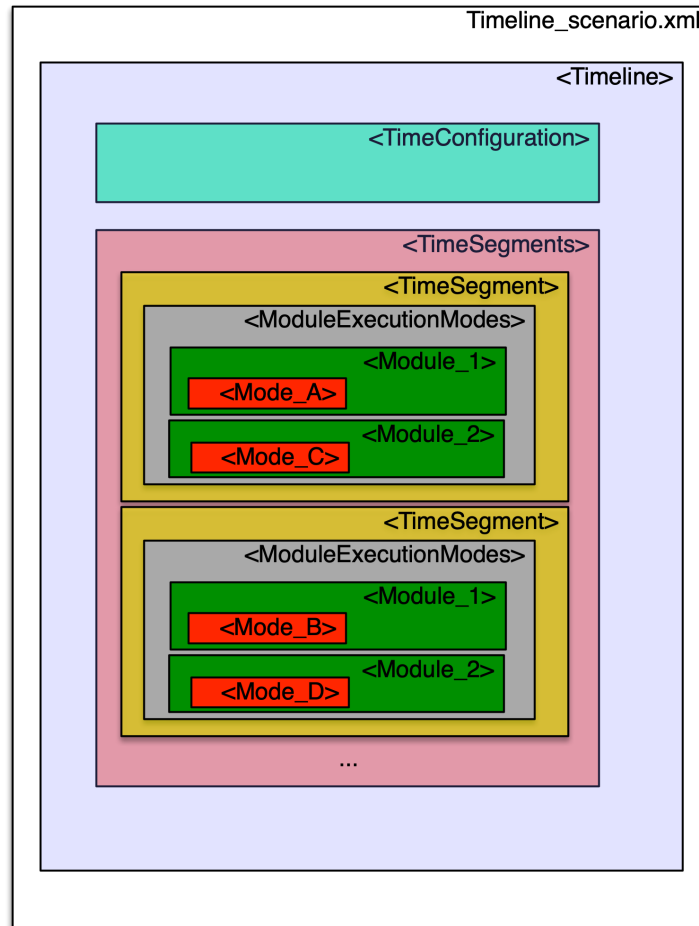 Timeline_scenario.xml
<Timeline>
<TimeConfiguration>
<TimeSegments>
<TimeSegment>
<ModuleExecutionModes>
<Module_1>
<Mode_A>
<Module_2>
<Mode_C>
<TimeSegment>
<ModuleExecutionModes>
<Module_1>
<Mode_B>
<Module_2>
<Mode_D>
...